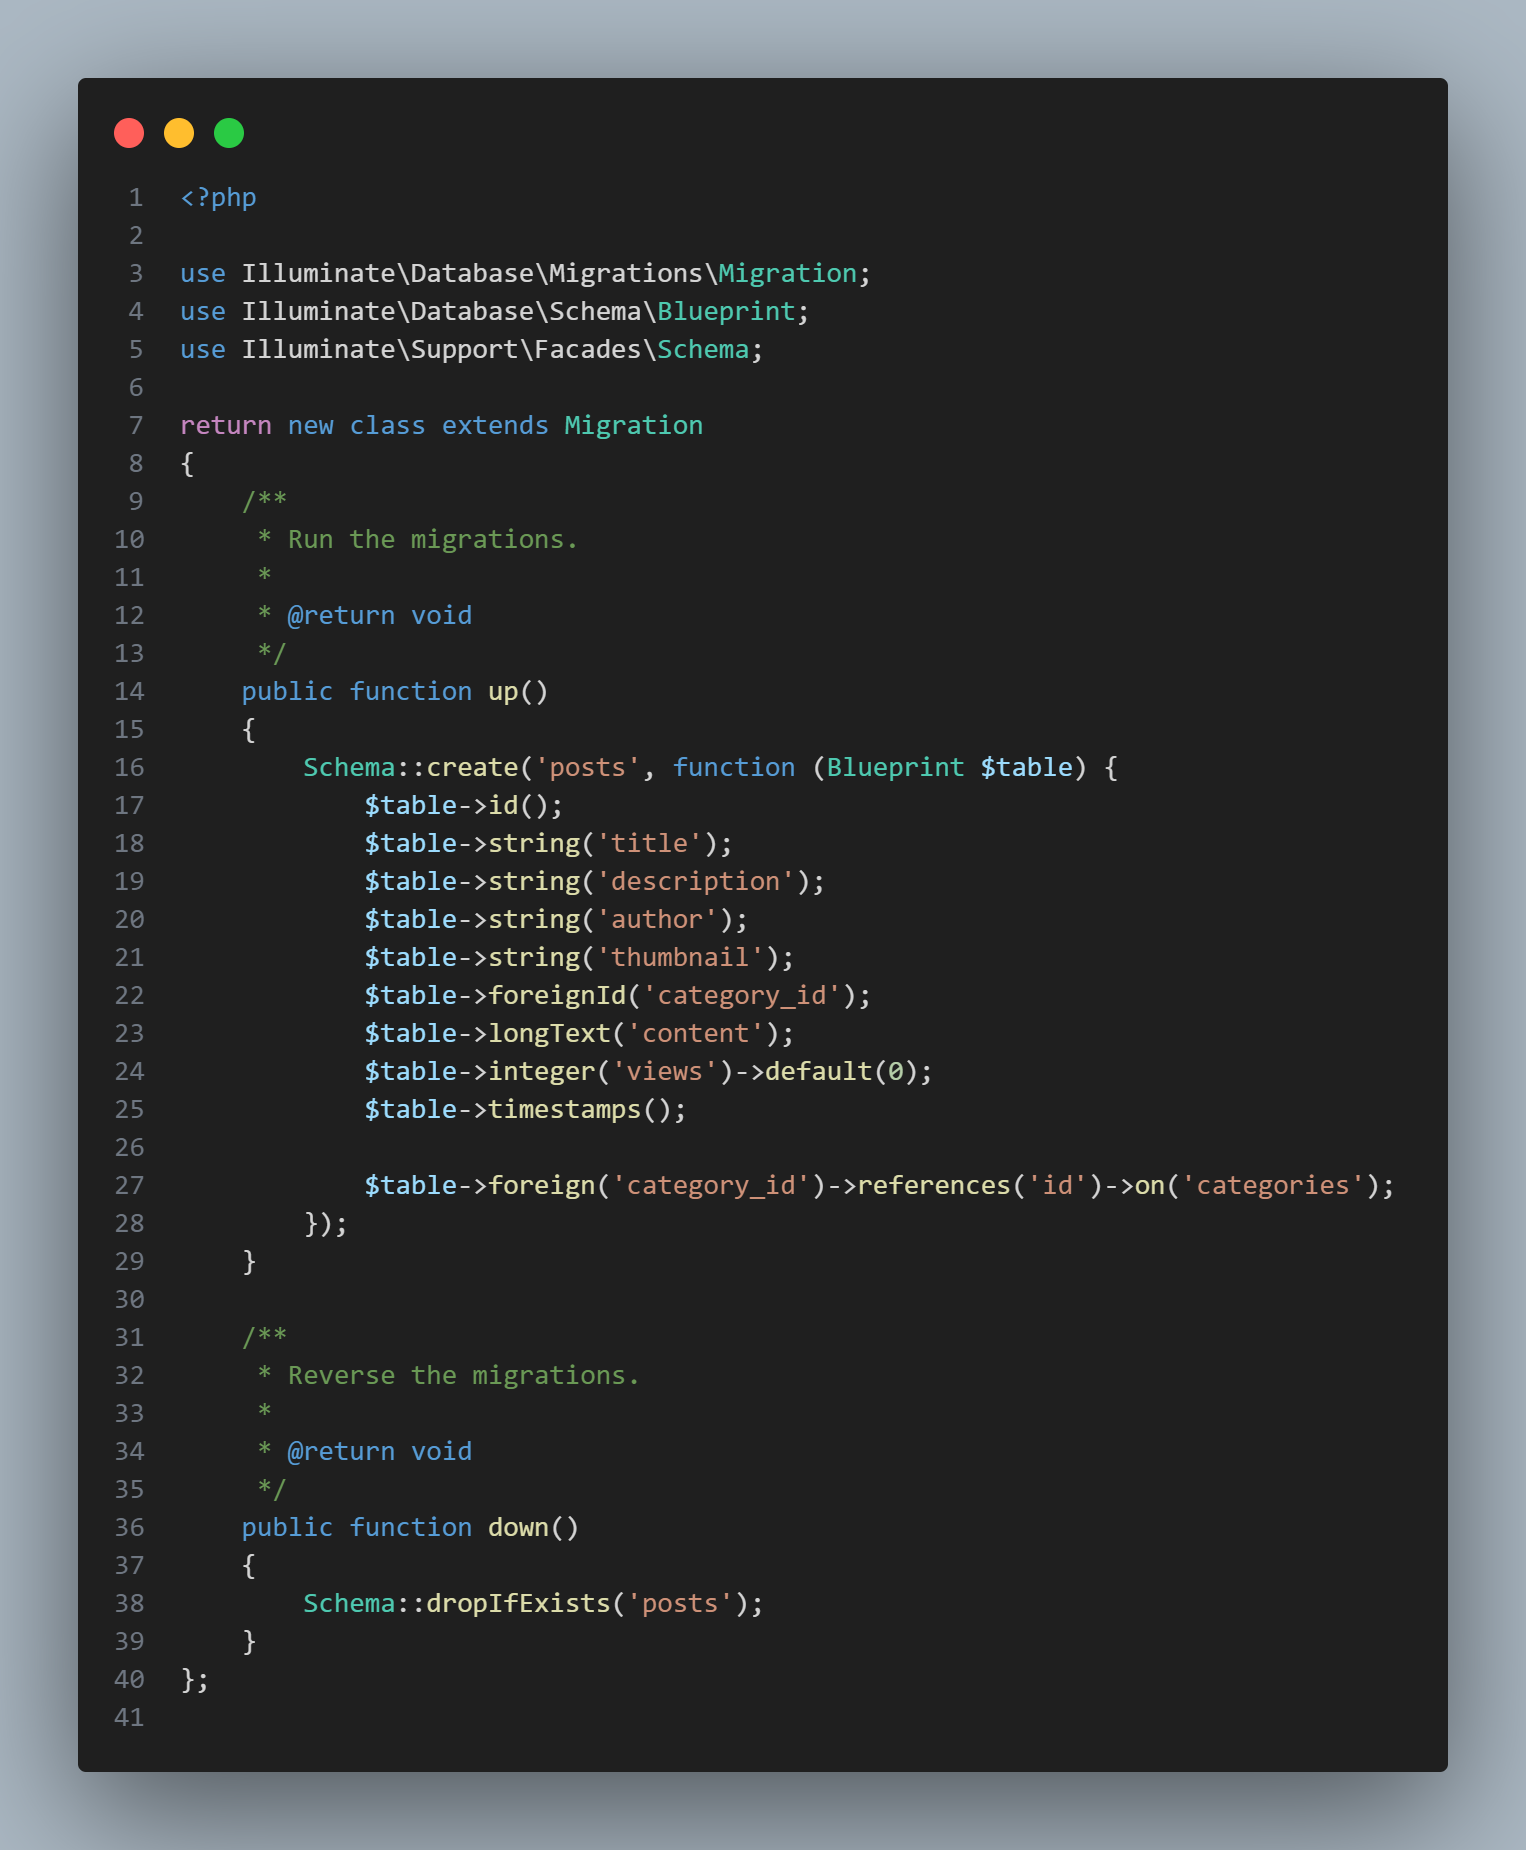 1 <?php
2
3 use Illuminate\Database\Migrations\Migration;
4 use Illuminate\Database\Schema\Blueprint;
5 use Illuminate\Support\Facades\Schema;
6
7 return new class extends Migration
8 {
9     /**
10      * Run the migrations.
11      *
12      * @return void
13      */
14     public function up()
15     {
16         Schema::create('posts', function (Blueprint $table) {
17             $table->id();
18             $table->string('title');
19             $table->string('description');
20             $table->string('author');
21             $table->string('thumbnail');
22             $table->foreignId('category_id');
23             $table->longText('content');
24             $table->integer('views')->default(0);
25             $table->timestamps();
26
27             $table->foreign('category_id')->references('id')->on('categories');
28         });
29     }
30
31     /**
32      * Reverse the migrations.
33      *
34      * @return void
35      */
36     public function down()
37     {
38         Schema::dropIfExists('posts');
39     }
40 };
41